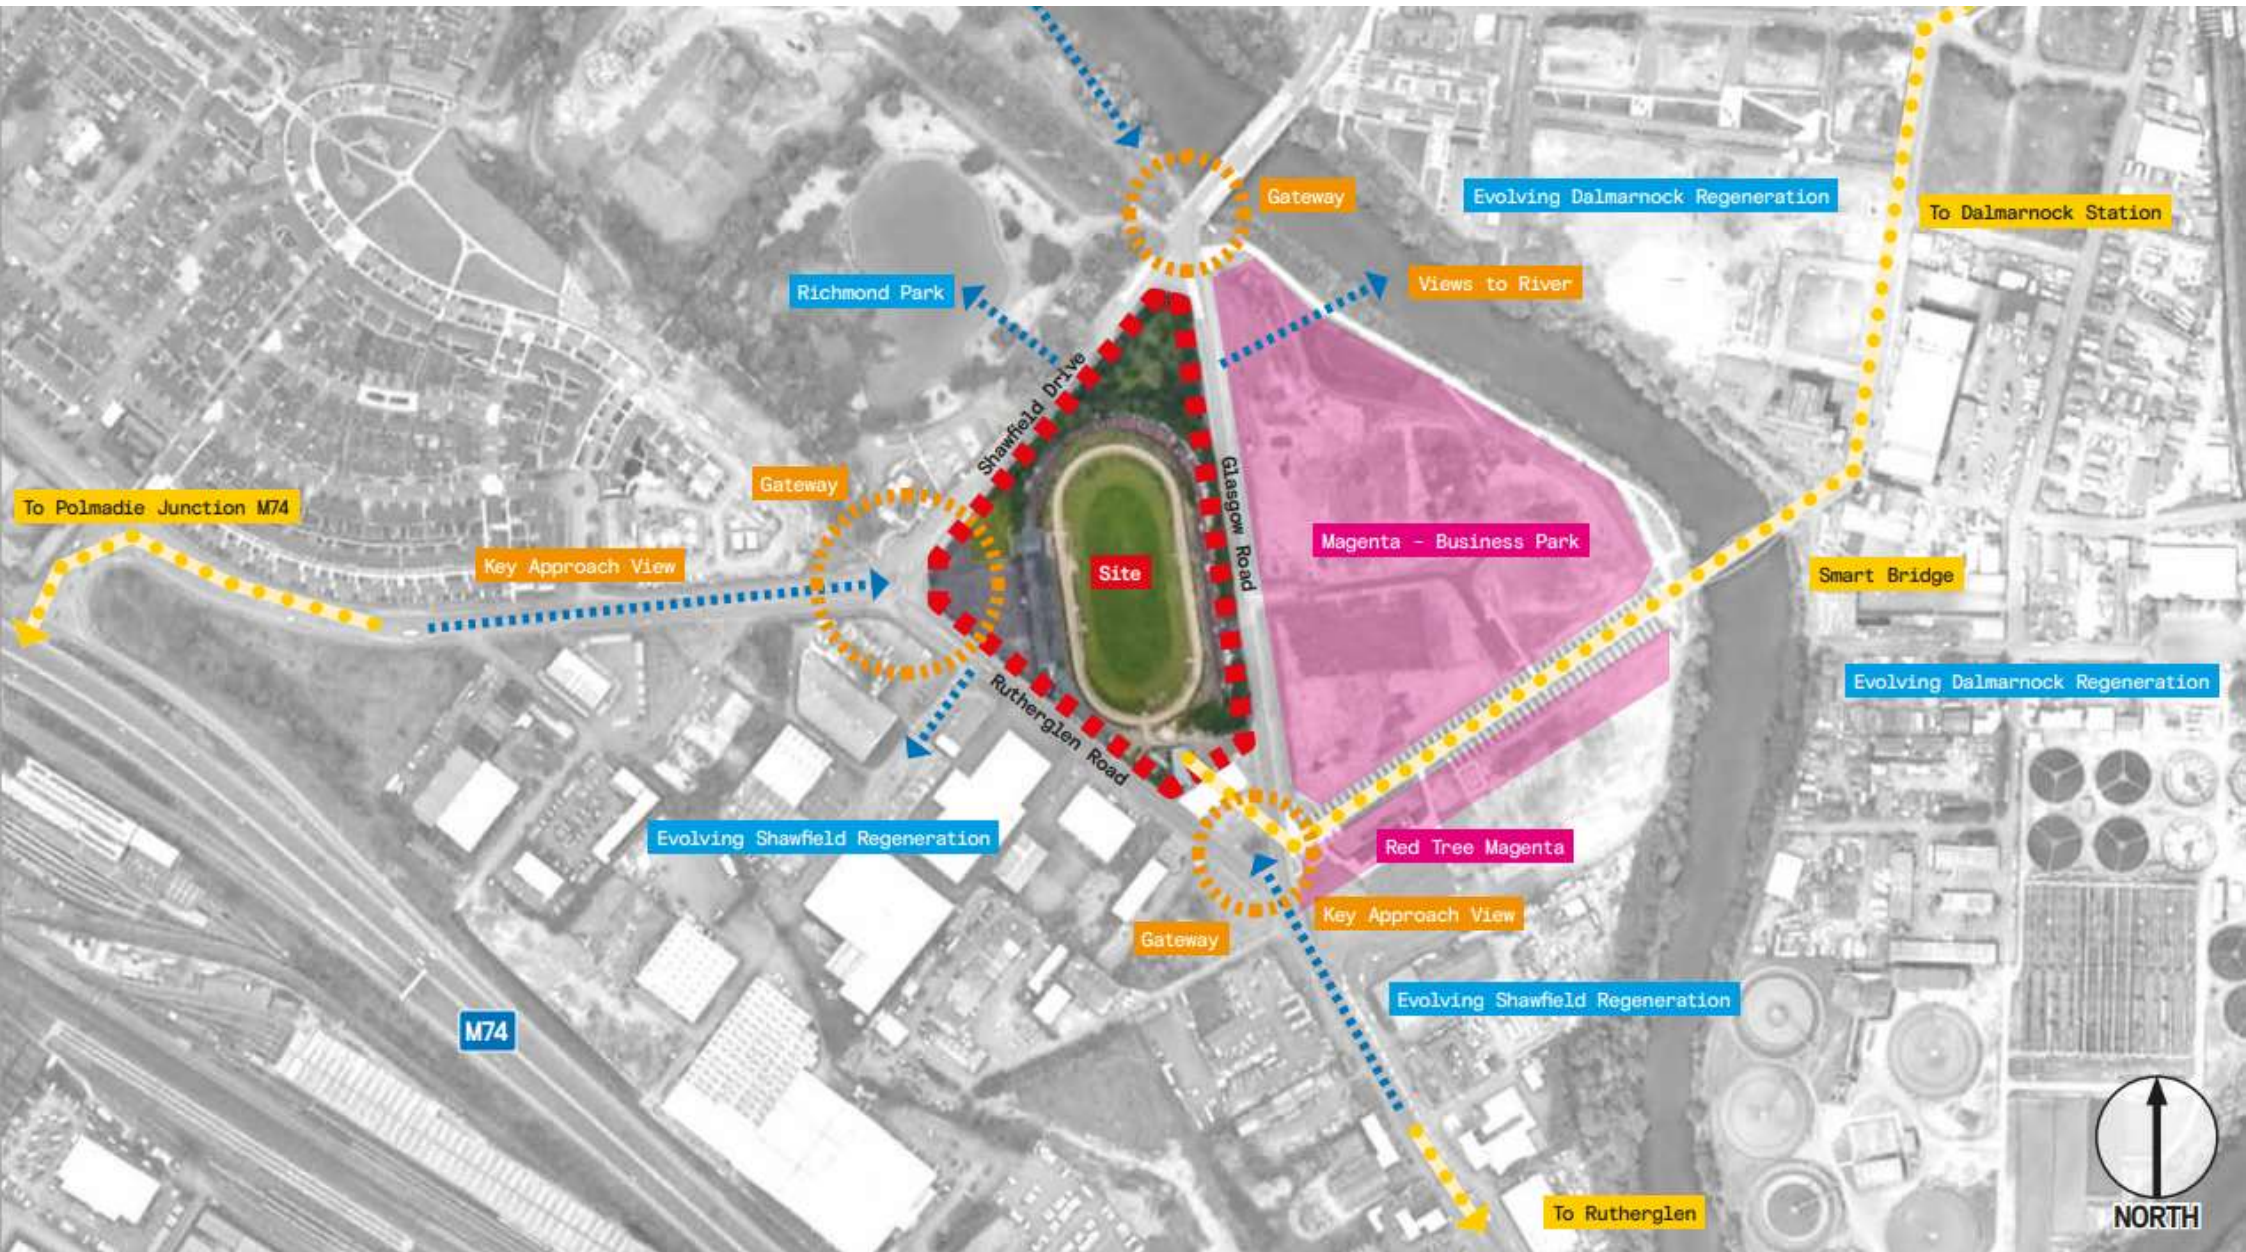 Gateway
Evolving Dalmarnock Regeneration
To Dalmarnock Station
Richmond Park
Views to River
Shawfield Drive
Gateway
To Polmadie Junction M74
Glasgow Road
Magenta - Business Park
Key Approach View
Site
Smart Bridge
Evolving Dalmarnock Regeneration
Rutherglen Road
Evolving Shawfield Regeneration
Red Tree Magenta
Key Approach View
Gateway
Evolving Shawfield Regeneration
M74
To Rutherglen
NORTH